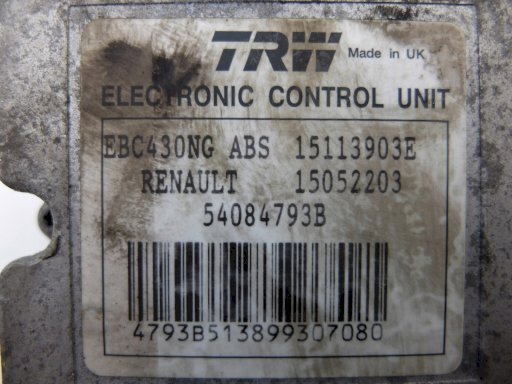 TRW Made in UK
ELECTRONIC CONTROL UNIT
EBC430NG ABS 15113903E
RENAULT 15052203
54084793B
4793B513899307080